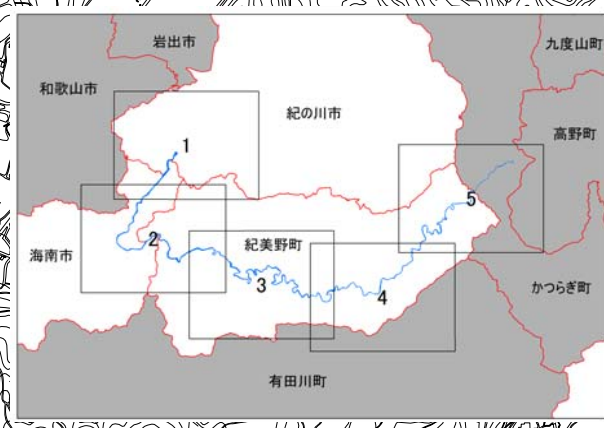 岩出市
九度山町
和歌山市
紀の川市
高野町
1
5
2
紀美野町
海南市
3
4
かつらぎ町
有田川町